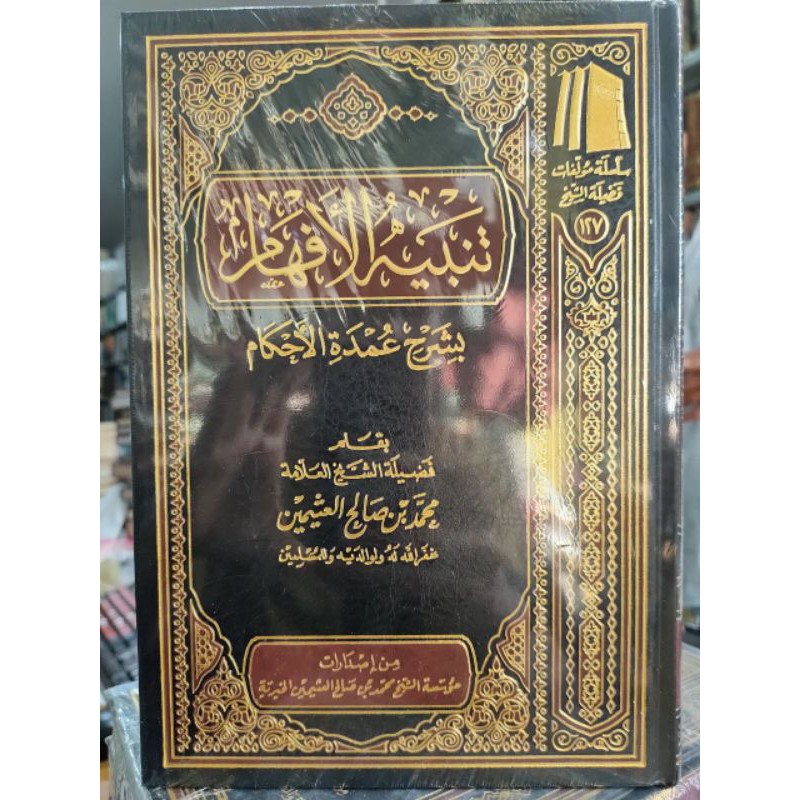 سلسلة مؤلفات
فضيلة الشيخ
١٢٧
تنبيه الأفهام
بشرح عمدة الأحكام
بقلم
فضيلة الشيخ العلامة
محمد بن صالح العثيمين
غفر الله له ولوالديه وللمسلمين
من إصدارات
مؤسسة الشيخ محمد بن صالح العثيمين الخيرية